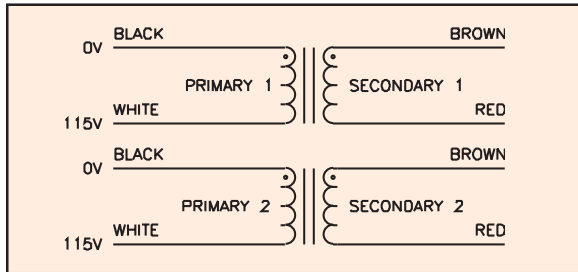 BLACK BROWN
0V
PRIMARY 1 SECONDARY 1
WHITE RED
115V
BLACK BROWN
0V
PRIMARY 2 SECONDARY 2
WHITE RED
115V